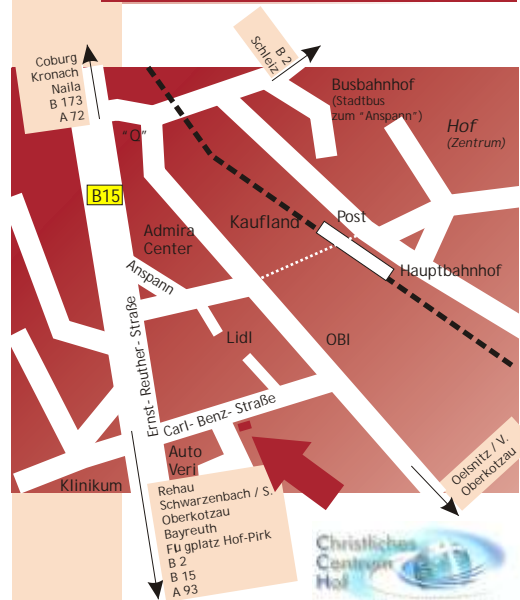 Coburg
Kronach
Naila
B 173
A 72
B 2
Schleiz
Busbahnhof
(Stadtbus
zum "Anspann")
Hof
(Zentrum)
"Q"
B15
Admira
Center
Kaufland
Post
Hauptbahnhof
Anspann
Ernst- Reuther- Straße
Lidl
OBI
Carl- Benz- Straße
Auto
Veri
Klinikum
Rehau
Schwarzenbach / S.
Oberkotzau
Bayreuth
Flugplatz Hof-Pirk
B 2
B 15
A 93
Oelsnitz / V.
Oberkotzau
Christliches
Centrum
Hof